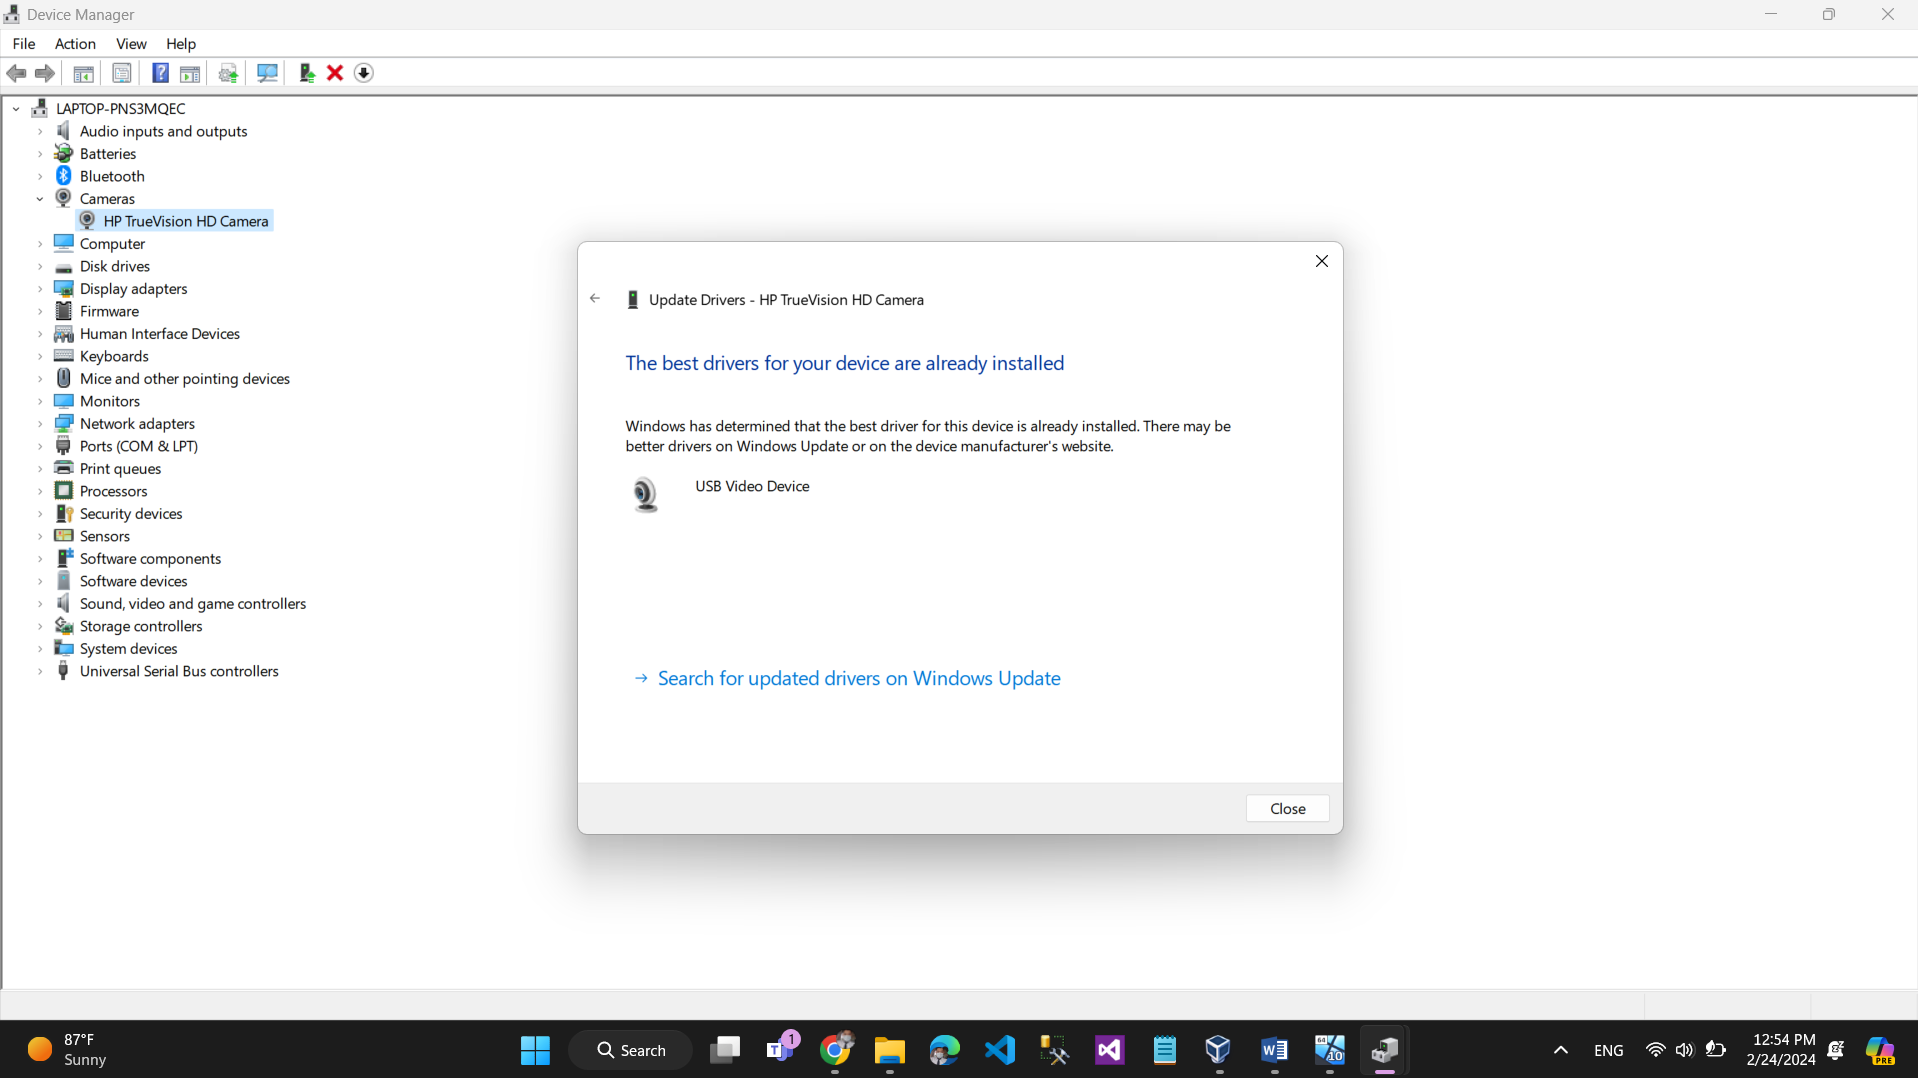 Device Manager
File Action View Help
LAPTOP-PNS3MQEC
Audio inputs and outputs
Batteries
Bluetooth
Cameras
HP TrueVision HD Camera
Computer
Disk drives
Display adapters
Firmware
Human Interface Devices
Keyboards
Mice and other pointing devices
Monitors
Network adapters
Ports (COM & LPT)
Print queues
Processors
Security devices
Sensors
Software components
Software devices
Sound, video and game controllers
Storage controllers
System devices
Universal Serial Bus controllers
Update Drivers - HP TrueVision HD Camera
The best drivers for your device are already installed
Windows has determined that the best driver for this device is already installed. There may be
better drivers on Windows Update or on the device manufacturer's website.
USB Video Device
Search for updated drivers on Windows Update
Close
87°F
Sunny
Search
1
64
10
ENG
12:54 PM
2/24/2024
PRE